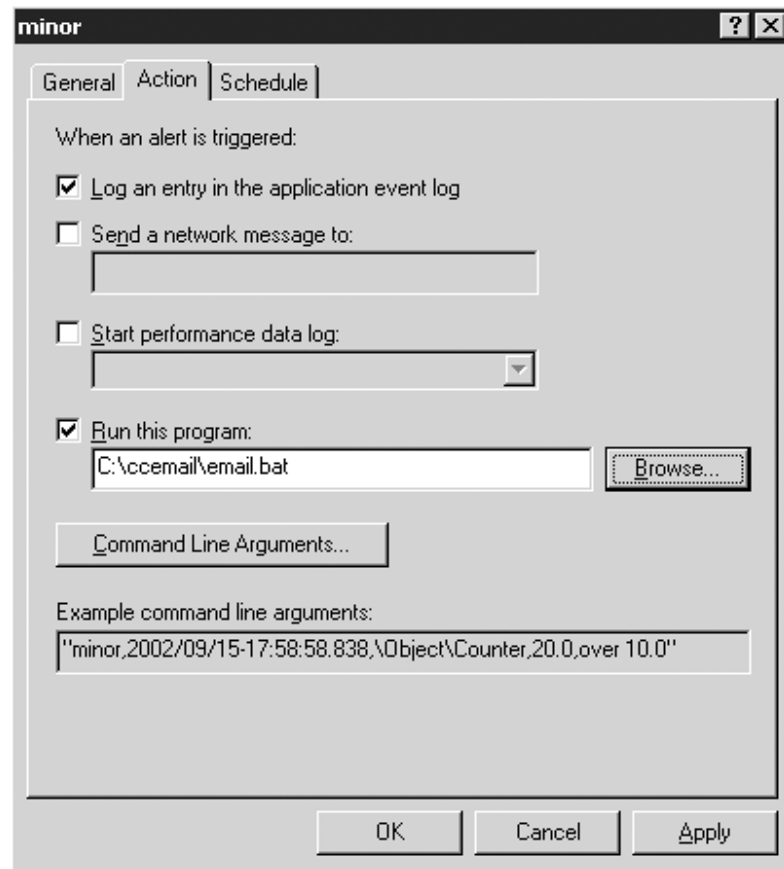 minor
General Action Schedule
When an alert is triggered:
Log an entry in the application event log
Send a network message to:
Start performance data log:
Run this program:
C:\ccemail\email.bat Browse...
Command Line Arguments...
Example command line arguments:
"minor,2002/09/15-17:58:58.838,\Object\Counter,20.0,over 10.0"
OK Cancel Apply